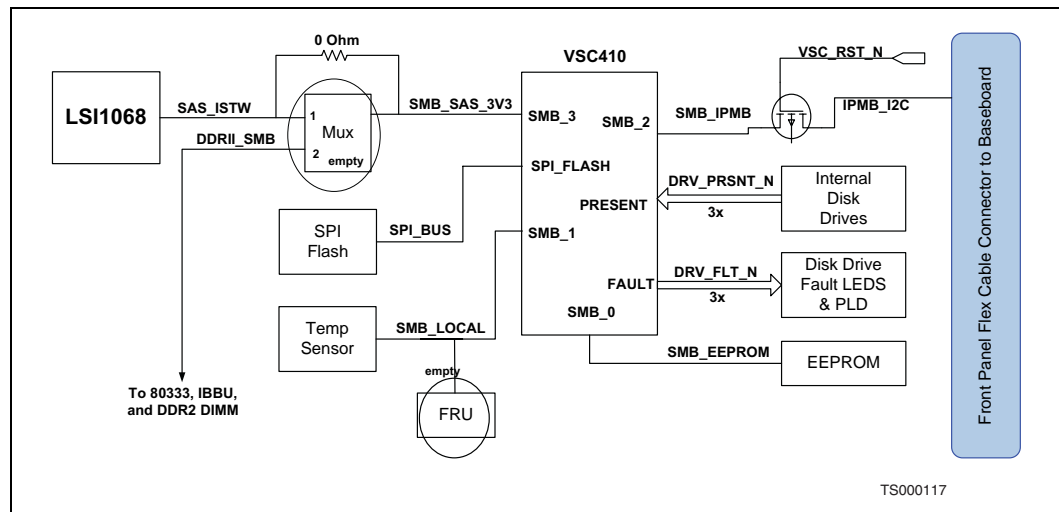 0 Ohm
VSC410
VSC_RST_N
LSI1068
SAS_ISTW
1
Mux
2
empty
SMB_SAS_3V3
DDRII_SMB
SMB_3
SMB_2
SMB_IPMB
IPMB_I2C
SPI_FLASH
PRESENT
DRV_PRSNT_N
3x
Internal
Disk
Drives
SPI
Flash
SPI_BUS
SMB_1
FAULT
DRV_FLT_N
3x
Disk Drive
Fault LEDS
& PLD
Temp
Sensor
SMB_LOCAL
SMB_0
SMB_EEPROM
EEPROM
empty
FRU
To 80333, IBBU,
and DDR2 DIMM
Front Panel Flex Cable Connector to Baseboard
TS000117